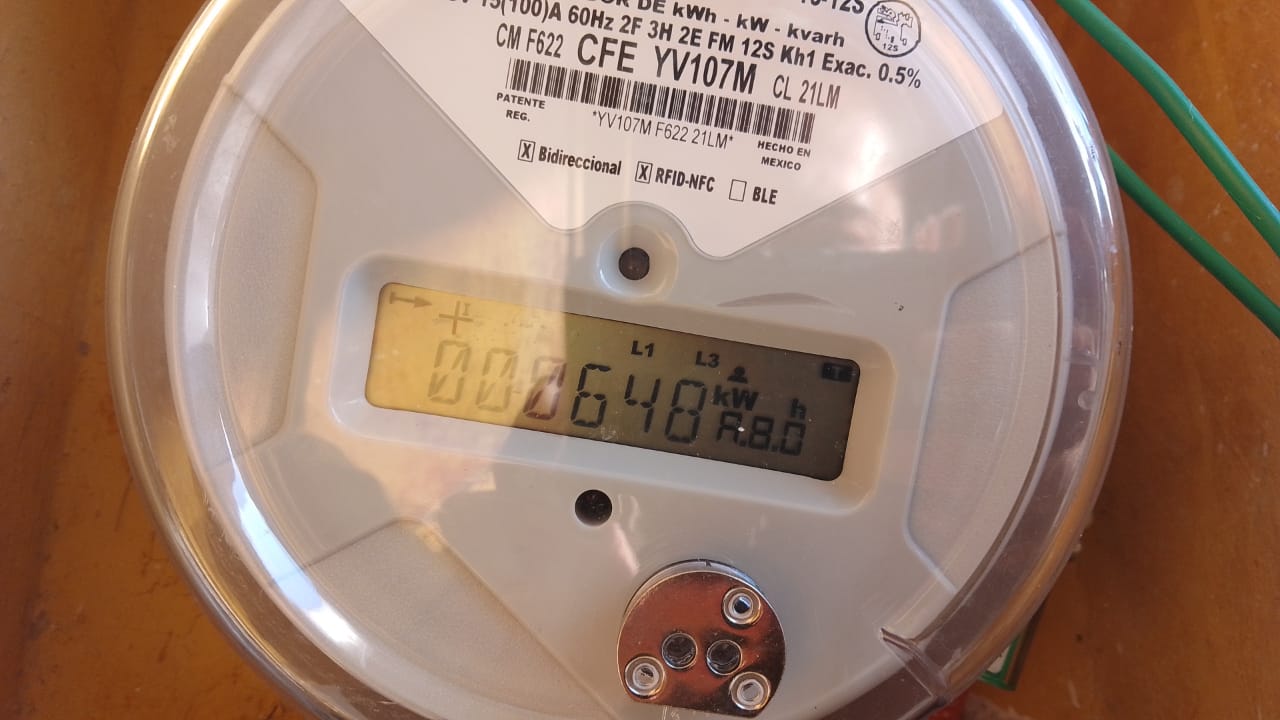 DE kWh - kW - kvarh
15(100)A 60Hz 2F 3H 2E FM 12S Kh1 Exac. 0.5%
12S
CM F622 CFE YV107M CL 21LM
PATENTE
REG.
*YV107M F622 21LM*
HECHO EN
MEXICO
X Bidireccional X RFID-NFC BLE
L1 L3
000648 kW h
A.8.0